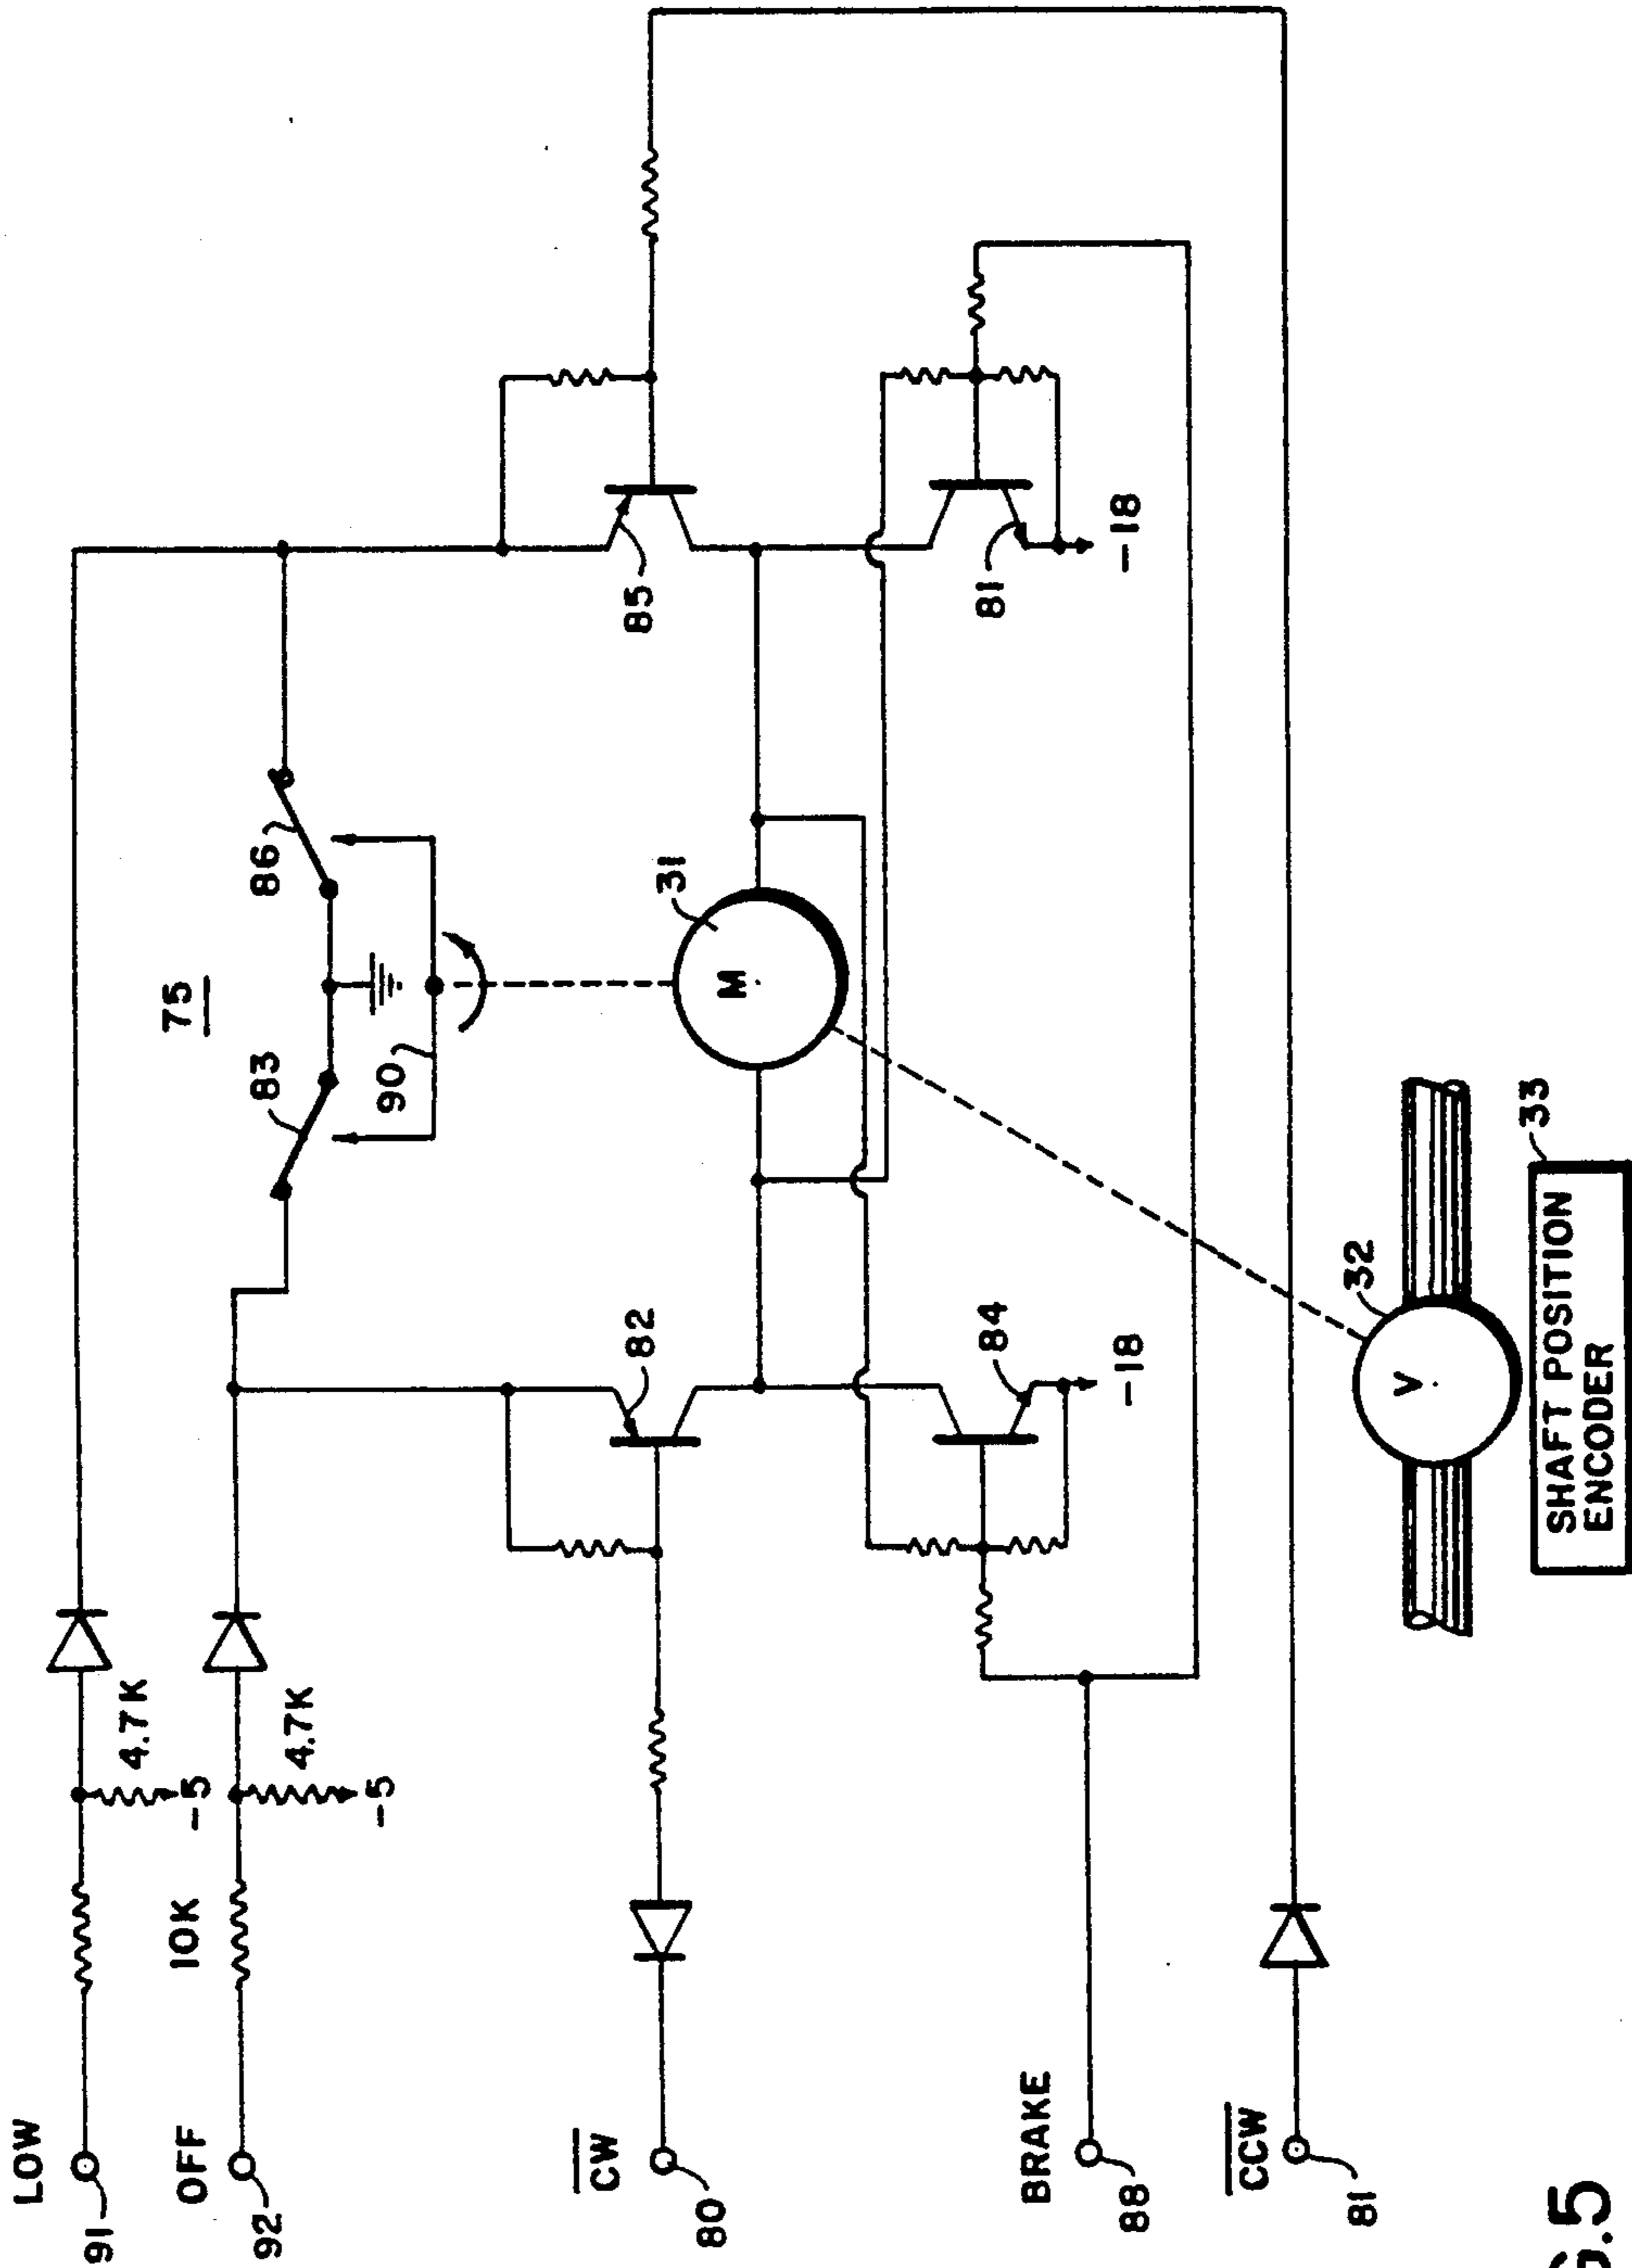 LOW
91
4.7K
-5
OFF
92
10K
4.7K
-5
75
83
86
90
85
82
CW
80
31
M
81
84
-18
-18
BRAKE
88
CCW
81
32
V
33
SHAFT POSITION
ENCODER
G.5